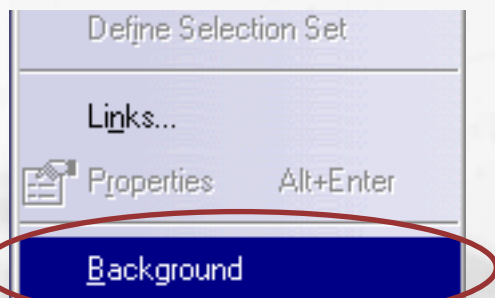 Define Selection Set
Links...
Properties Alt+Enter
Background